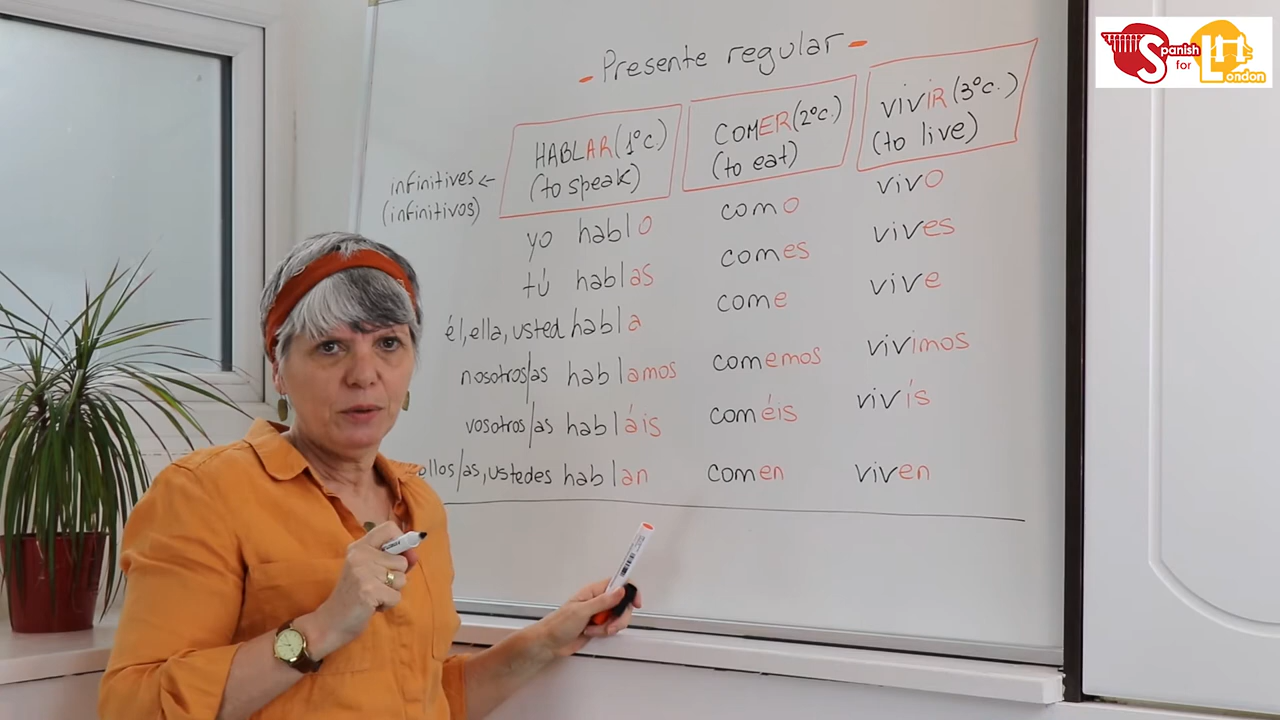 Spanish
for
London
- Presente regular -
HABLAR (1ºc.) COMER (2ºc.) VIVIR (3ºc.)
(to speak) (to eat) (to live)
infinitives ←
(infinitivos)
yo hablo como vivo
tú hablas comes vives
él, ella, usted habla come vive
nosotros/as hablamos comemos vivimos
vosotros/as habláis coméis vivís
ellos/as, ustedes hablan comen viven